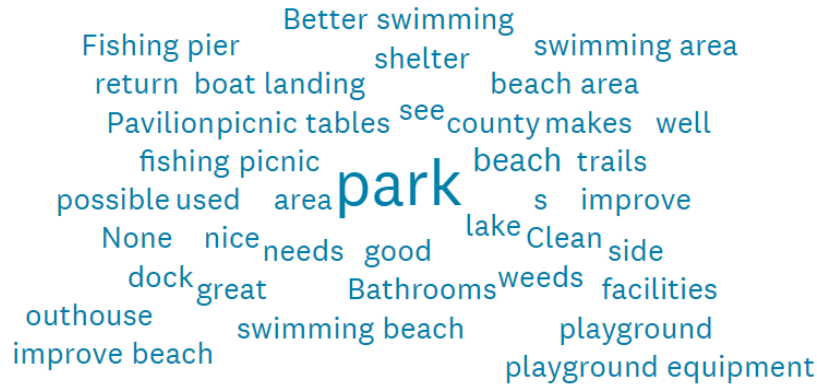 Better swimming
Fishing pier shelter swimming area
return boat landing beach area
Pavilion picnic tables see county makes well
fishing picnic park beach trails
possible used area s improve
None nice needs good lake Clean side
dock great Bathrooms weeds facilities
outhouse swimming beach playground
improve beach playground equipment